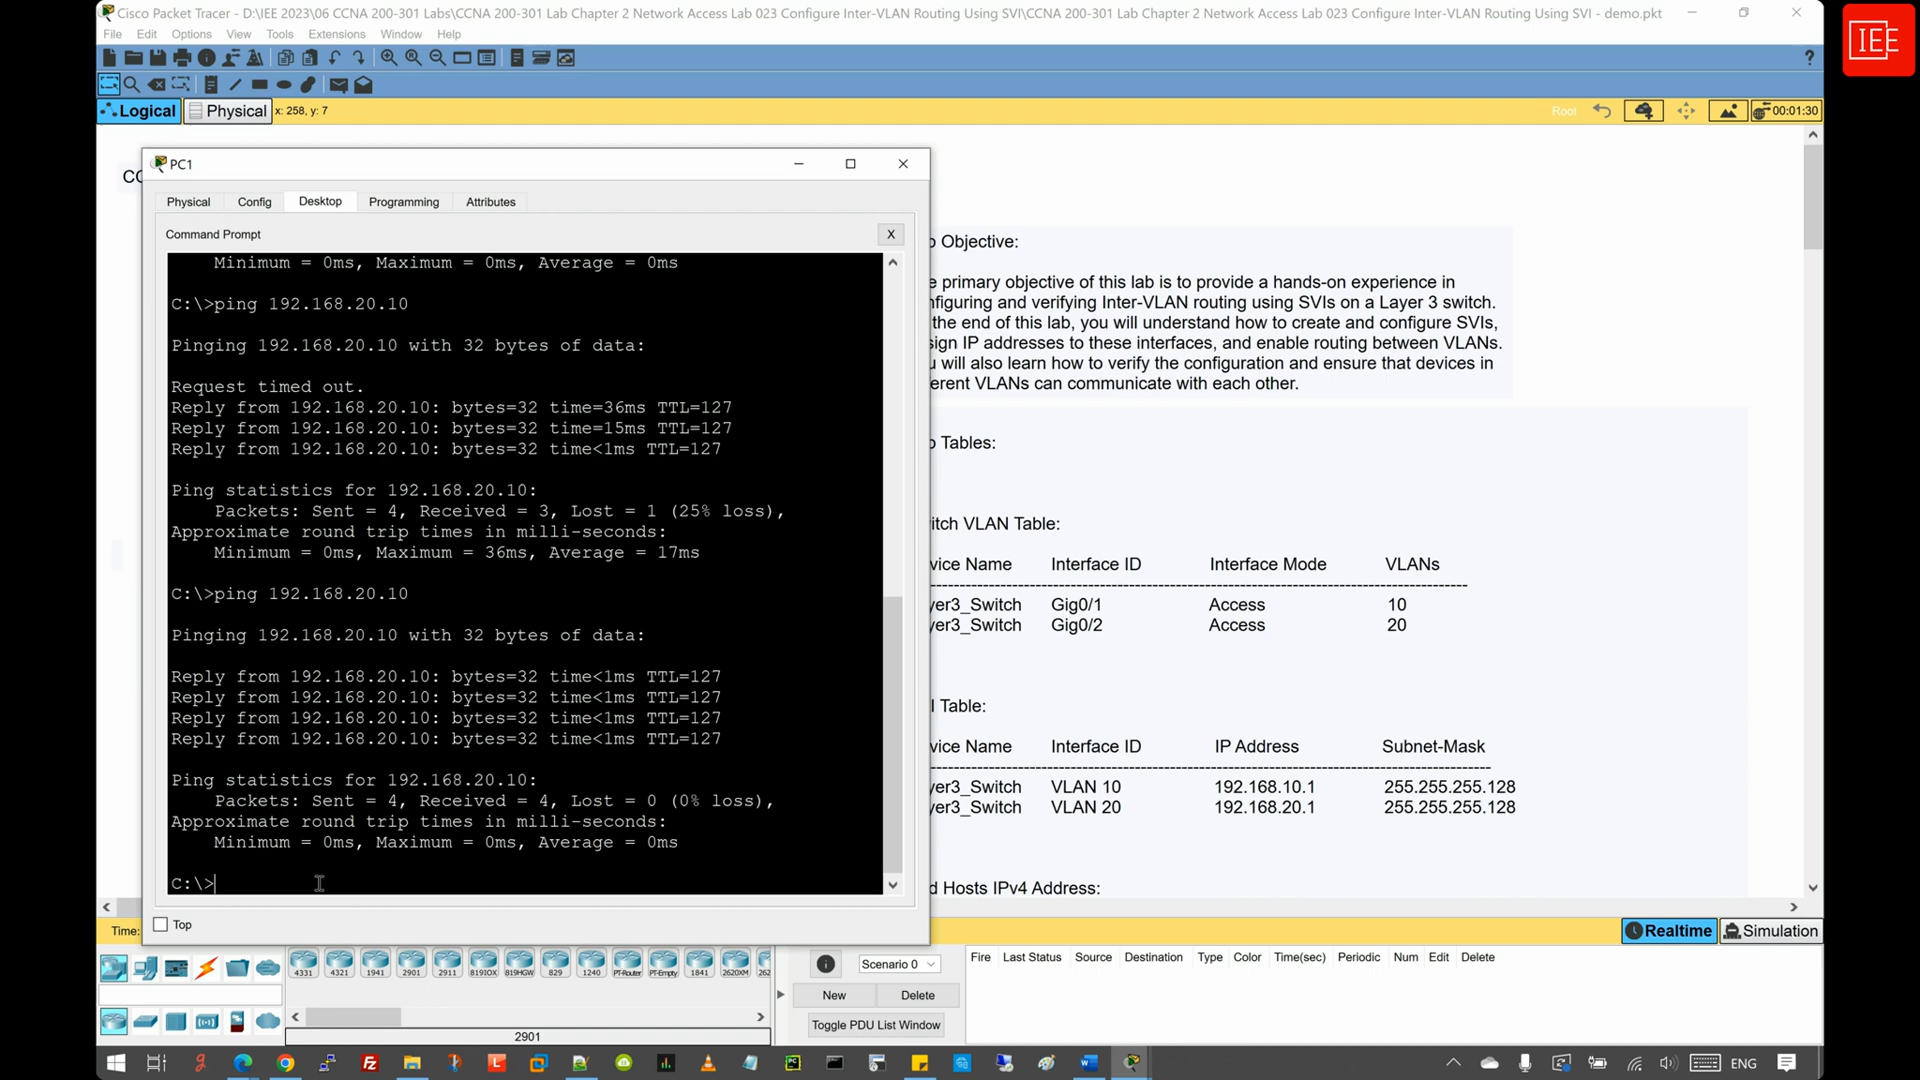 Cisco Packet Tracer - D:\IEE 2023\06 CCNA 200-301 Labs\CCNA 200-301 Lab Chapter 2 Network Access Lab 023 Configure Inter-VLAN Routing Using SVI\CCNA 200-301 Lab Chapter 2 Network Access Lab 023 Configure Inter-VLAN Routing Using SVI - demo.pkt
IEE
File Edit Options View Tools Extensions Window Help
?
Logical Physical x: 258, y: 7 Root 00:01:30
PC1
CC
Physical Config Desktop Programming Attributes
Command Prompt X
Minimum = 0ms, Maximum = 0ms, Average = 0ms
C:\>ping 192.168.20.10
Pinging 192.168.20.10 with 32 bytes of data:
Request timed out.
Reply from 192.168.20.10: bytes=32 time=36ms TTL=127
Reply from 192.168.20.10: bytes=32 time=15ms TTL=127
Reply from 192.168.20.10: bytes=32 time<1ms TTL=127
Ping statistics for 192.168.20.10:
Packets: Sent = 4, Received = 3, Lost = 1 (25% loss),
Approximate round trip times in milli-seconds:
Minimum = 0ms, Maximum = 36ms, Average = 17ms
C:\>ping 192.168.20.10
Pinging 192.168.20.10 with 32 bytes of data:
Reply from 192.168.20.10: bytes=32 time<1ms TTL=127
Reply from 192.168.20.10: bytes=32 time<1ms TTL=127
Reply from 192.168.20.10: bytes=32 time<1ms TTL=127
Reply from 192.168.20.10: bytes=32 time<1ms TTL=127
Ping statistics for 192.168.20.10:
Packets: Sent = 4, Received = 4, Lost = 0 (0% loss),
Approximate round trip times in milli-seconds:
Minimum = 0ms, Maximum = 0ms, Average = 0ms
C:\>
Top
b Objective:
e primary objective of this lab is to provide a hands-on experience in
nfiguring and verifying Inter-VLAN routing using SVIs on a Layer 3 switch.
the end of this lab, you will understand how to create and configure SVIs,
sign IP addresses to these interfaces, and enable routing between VLANs.
u will also learn how to verify the configuration and ensure that devices in
erent VLANs can communicate with each other.
b Tables:
itch VLAN Table:
vice Name Interface ID Interface Mode VLANs
--------------------------------------------------------------------------------
yer3_Switch Gig0/1 Access 10
yer3_Switch Gig0/2 Access 20
I Table:
vice Name Interface ID IP Address Subnet-Mask
--------------------------------------------------------------------------------
yer3_Switch VLAN 10 192.168.10.1 255.255.255.128
yer3_Switch VLAN 20 192.168.20.1 255.255.255.128
d Hosts IPv4 Address:
Time: Realtime Simulation
4331 4321 1941 2901 2911 819IOX 819HGW 829 1240 PT-Router PT-Empty 1841 2620XM 262
2901
Scenario 0
New Delete
Toggle PDU List Window
Fire Last Status Source Destination Type Color Time(sec) Periodic Num Edit Delete
ENG